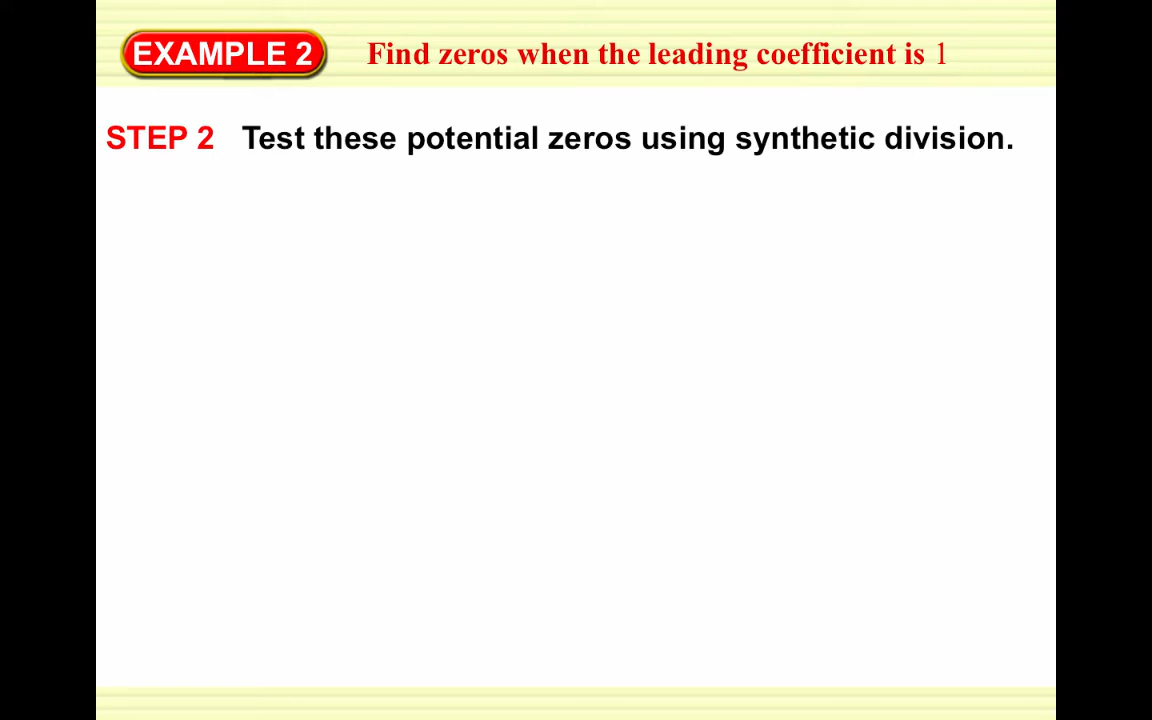 EXAMPLE 2 Find zeros when the leading coefficient is 1
STEP 2 Test these potential zeros using synthetic division.